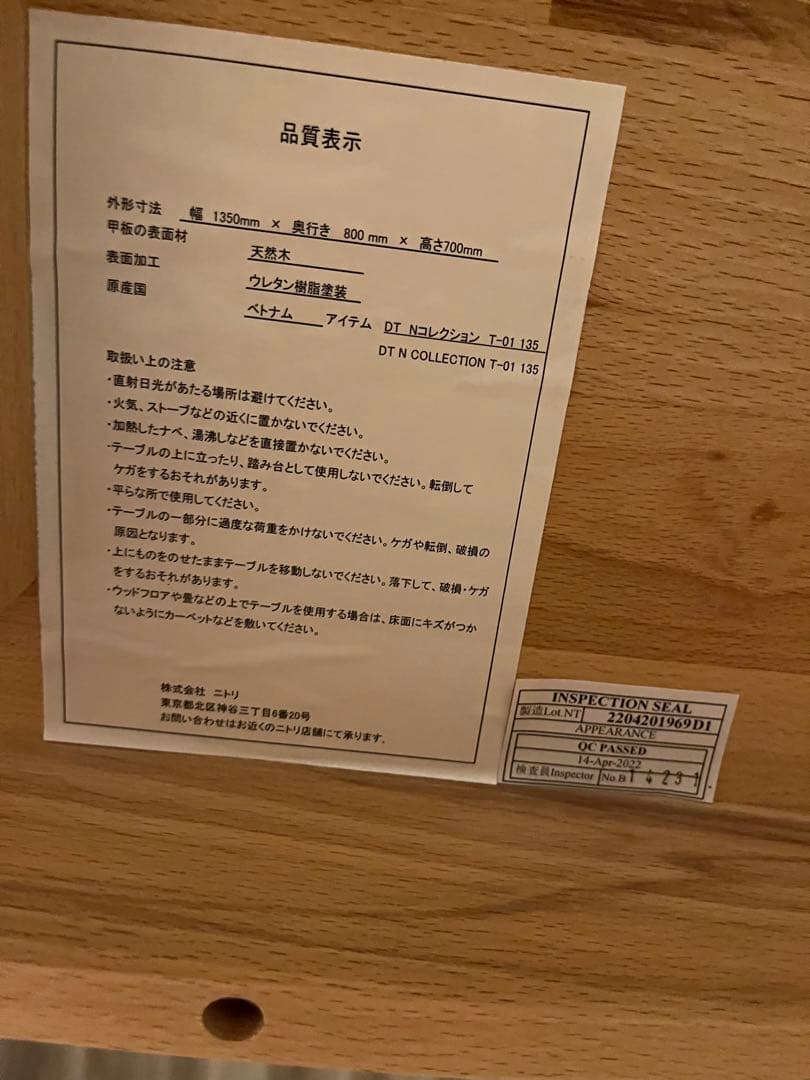 品質表示
外形寸法 幅 1350mm × 奥行き 800 mm × 高さ700mm
甲板の表面材 天然木
表面加工 ウレタン樹脂塗装
原産国 ベトナム アイテム DT Nコレクション T-01 135
DT N COLLECTION T-01 135
取扱い上の注意
・直射日光があたる場所は避けてください。
・火気、ストーブなどの近くに置かないでください。
・加熱したナベ、湯沸しなどを直接置かないでください。
・テーブルの上に立ったり、踏み台として使用しないでください。転倒して
ケガをするおそれがあります。
・平らな所で使用してください。
・テーブルの一部分に過度な荷重をかけないでください。ケガや転倒、破損の
原因となります。
・上にものをのせたままテーブルを移動しないでください。落下して、破損・ケガ
をするおそれがあります。
・ウッドフロアや畳などの上でテーブルを使用する場合は、床面にキズがつか
ないようにカーペットなどを敷いてください。
株式会社 ニトリ
東京都北区神谷三丁目6番20号
お問い合わせはお近くのニトリ店舗にて承ります。
INSPECTION SEAL
製造Lot.NT 2204201969D1
APPEARANCE
QC PASSED
14-Apr-2022
検査員Inspector No.B 14231